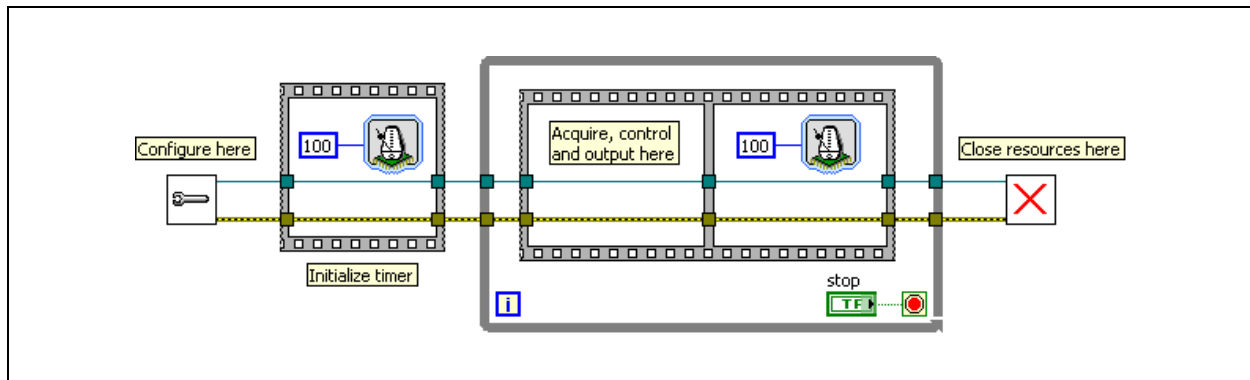 Configure here
100
Initialize timer
Acquire, control
and output here
100
Close resources here
stop
TF
i